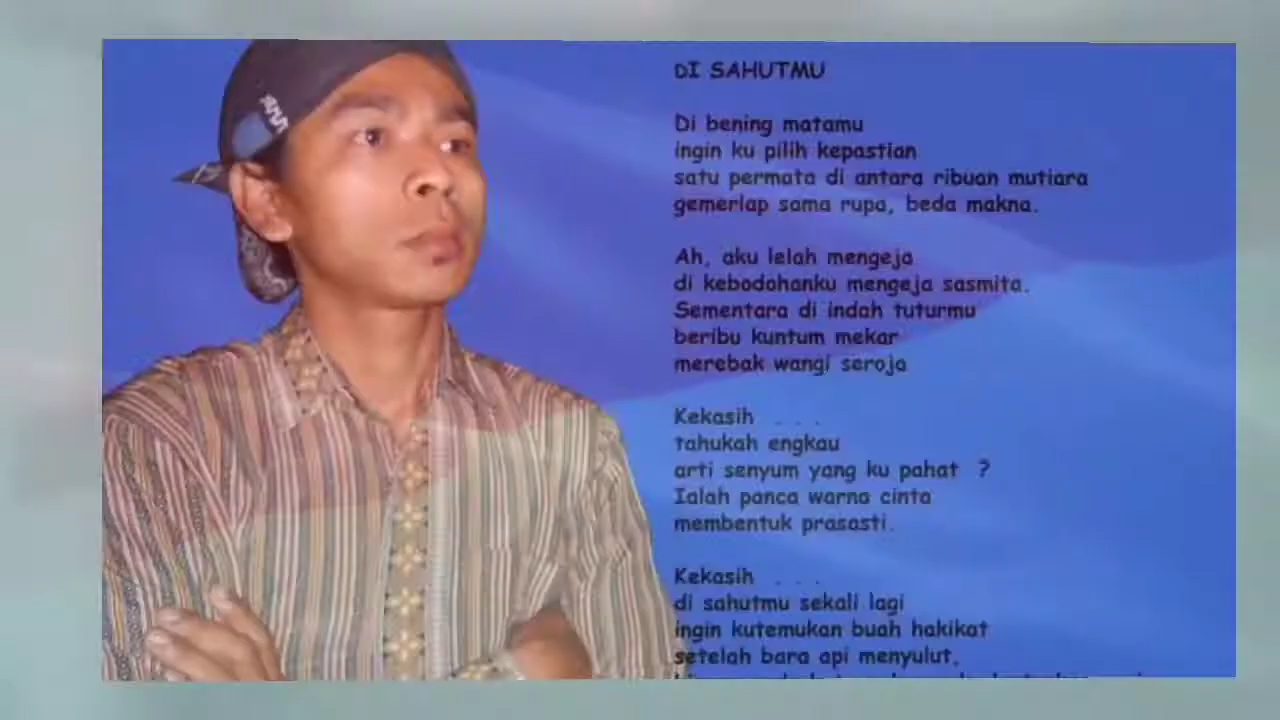 DI SAHUTMU
Di bening matamu
ingin ku pilih kepastian
satu permata di antara ribuan mutiara
gemerlap sama rupa, beda makna.
Ah, aku lelah mengeja
di kebodohanku mengeja sasmita.
Sementara di indah tuturmu
beribu kuntum mekar
merebak wangi seroja
Kekasih . . .
tahukah engkau
arti senyum yang ku pahat ?
Ialah panca warna cinta
membentuk prasasti.
Kekasih . . .
di sahutmu sekali lagi
ingin kutemukan buah hakikat
setelah bara api menyulut,